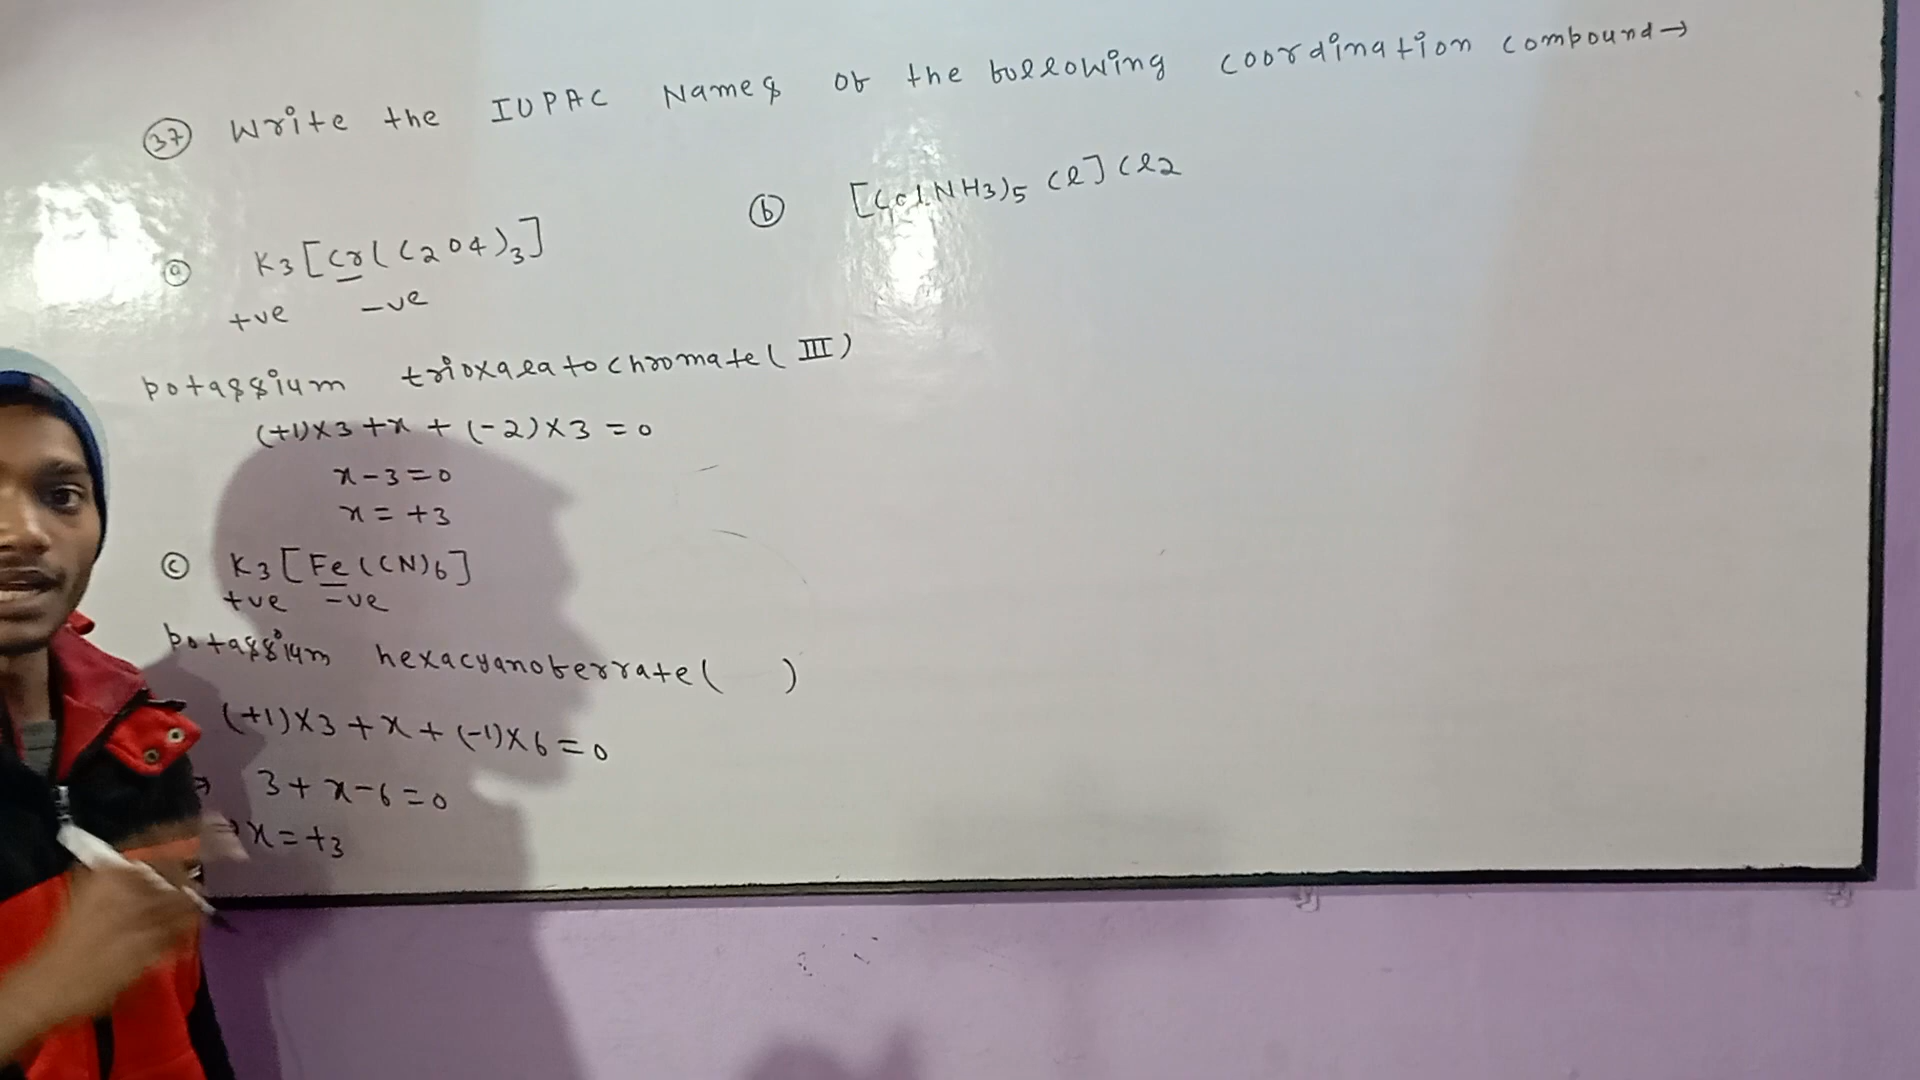 37 Write the IUPAC Names of the following coordination compound→
a K3[Cr(C2O4)3]
+ve -ve
b [Co(NH3)5 Cl]Cl2
potassium trioxalatochromate(III)
(+1)×3+x+(-2)×3=0
x-3=0
x=+3
c K3[Fe(CN)6]
+ve -ve
potassium hexacyanoferrate( )
(+1)×3+x+(-1)×6=0
⇒ 3+x-6=0
⇒x=+3